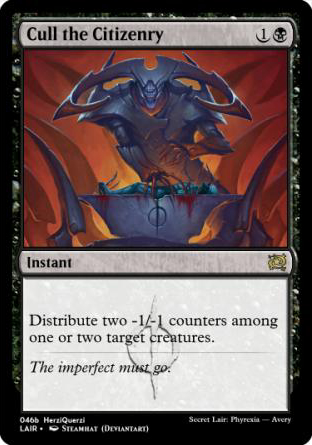 Cull the Citizenry 1
Instant
Distribute two -1/-1 counters among
one or two target creatures.
The imperfect must go.
046b HerziQuerzi
Secret Lair: Phyrexia — Avery
LAIR • Steamhat (DeviantArt)